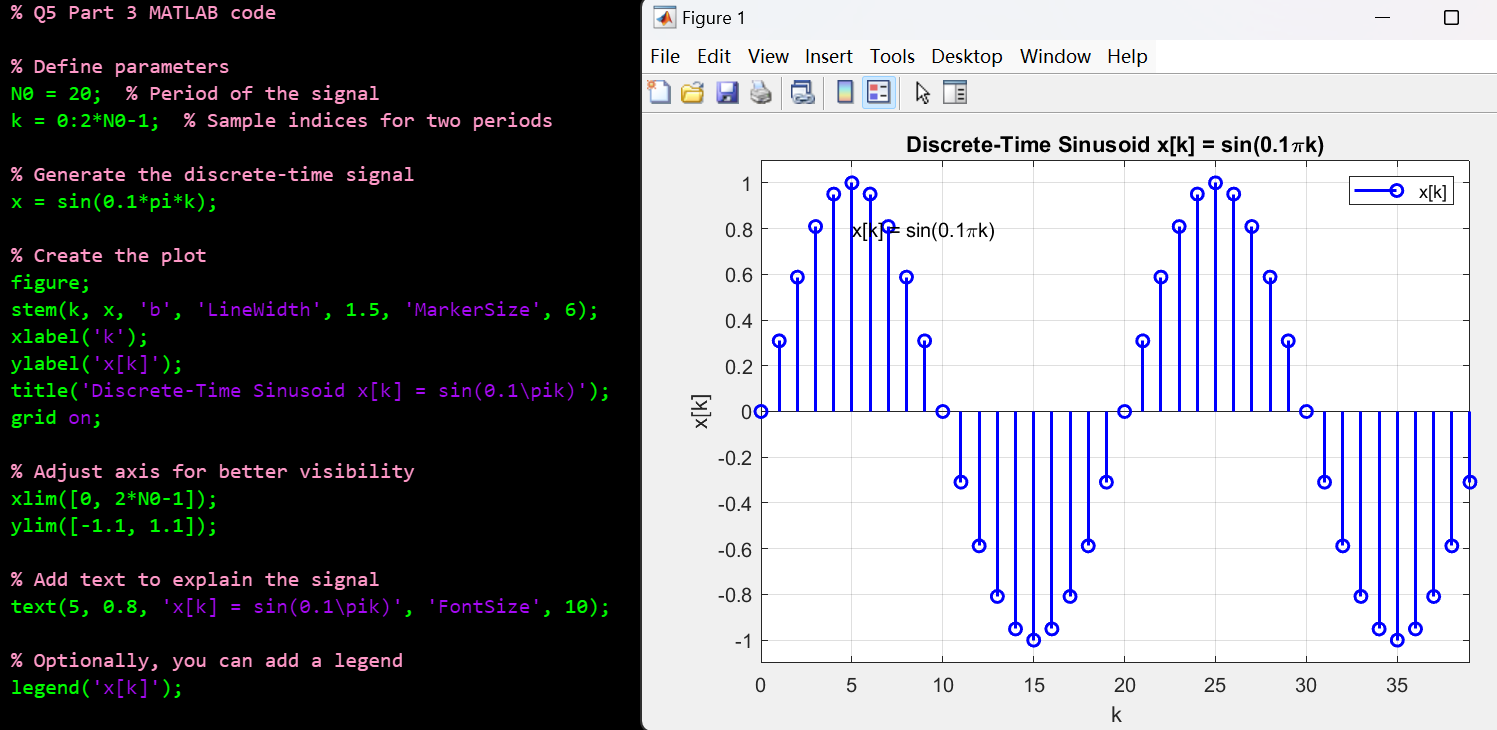 % Q5 Part 3 MATLAB code
% Define parameters
N0 = 20;  % Period of the signal
k = 0:2*N0-1;  % Sample indices for two periods
% Generate the discrete-time signal
x = sin(0.1*pi*k);
% Create the plot
figure;
stem(k, x, 'b', 'LineWidth', 1.5, 'MarkerSize', 6);
xlabel('k');
ylabel('x[k]');
title('Discrete-Time Sinusoid x[k] = sin(0.1\pik)');
grid on;
% Adjust axis for better visibility
xlim([0, 2*N0-1]);
ylim([-1.1, 1.1]);
% Add text to explain the signal
text(5, 0.8, 'x[k] = sin(0.1\pik)', 'FontSize', 10);
% Optionally, you can add a legend
legend('x[k]');
Figure 1
File Edit View Insert Tools Desktop Window Help
Discrete-Time Sinusoid x[k] = sin(0.1πk)
x[k]
x[k] = sin(0.1πk)
1
0.8
0.6
0.4
0.2
0
-0.2
-0.4
-0.6
-0.8
-1
x[k]
0 5 10 15 20 25 30 35
k